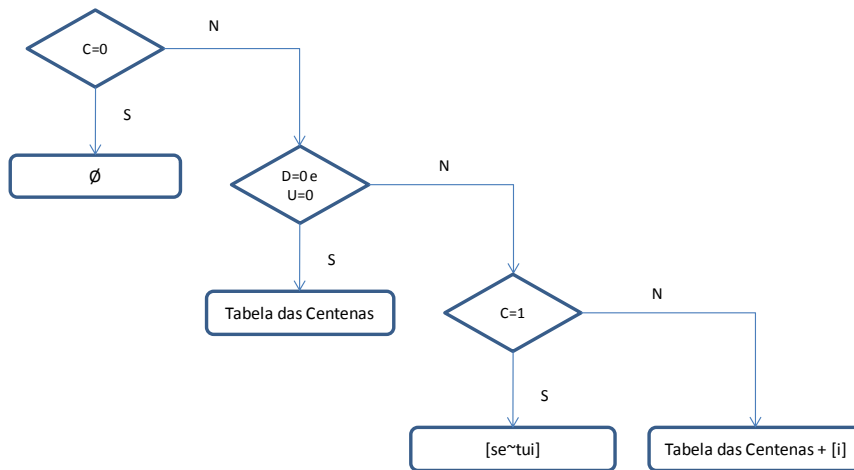 C=0
N
S
Ø
D=0 e
U=0
N
S
Tabela das Centenas
C=1
N
S
[se~tui]
Tabela das Centenas + [i]